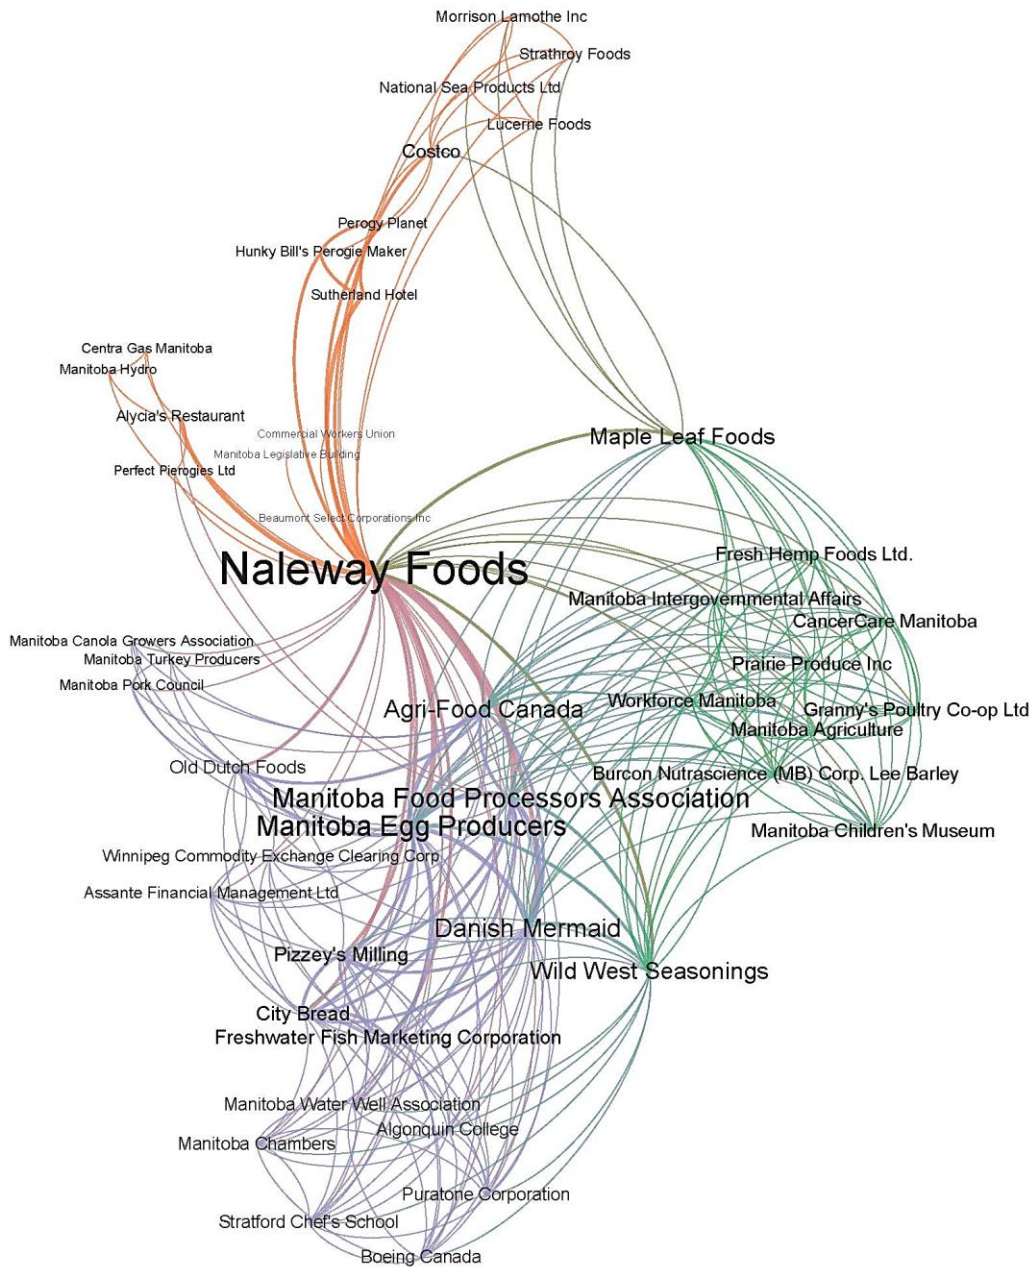 Morrison Lamothe Inc
Strathroy Foods
National Sea Products Ltd
Lucerne Foods
Costco
Perogy Planet
Hunky Bill's Perogie Maker
Sutherland Hotel
Centra Gas Manitoba
Manitoba Hydro
Alycia's Restaurant
Commercial Workers Union
Maple Leaf Foods
Manitoba Legislative Building
Perfect Pierogies Ltd
Beaumont Select Corporations Inc
Fresh Hemp Foods Ltd.
Naleway Foods
Manitoba Intergovernmental Affairs
CancerCare Manitoba
Manitoba Canola Growers Association
Manitoba Turkey Producers
Prairie Produce Inc
Manitoba Pork Council
Workforce Manitoba
Agri-Food Canada
Granny's Poultry Co-op Ltd
Manitoba Agriculture
Old Dutch Foods
Burcon Nutrascience (MB) Corp. Lee Barley
Manitoba Food Processors Association
Manitoba Egg Producers
Manitoba Children's Museum
Winnipeg Commodity Exchange Clearing Corp
Assante Financial Management Ltd
Danish Mermaid
Pizzey's Milling
Wild West Seasonings
City Bread
Freshwater Fish Marketing Corporation
Manitoba Water Well Association
Algonquin College
Manitoba Chambers
Puratone Corporation
Stratford Chef's School
Boeing Canada